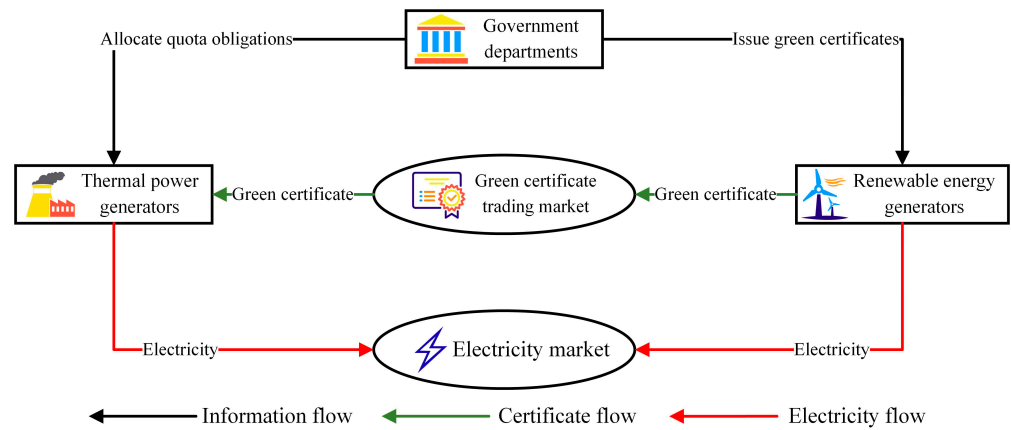 Allocate quota obligations
Government
departments
Issue green certificates
Thermal power
generators
Green certificate
Green certificate
trading market
Green certificate
Renewable energy
generators
Electricity
Electricity market
Electricity
Information flow
Certificate flow
Electricity flow